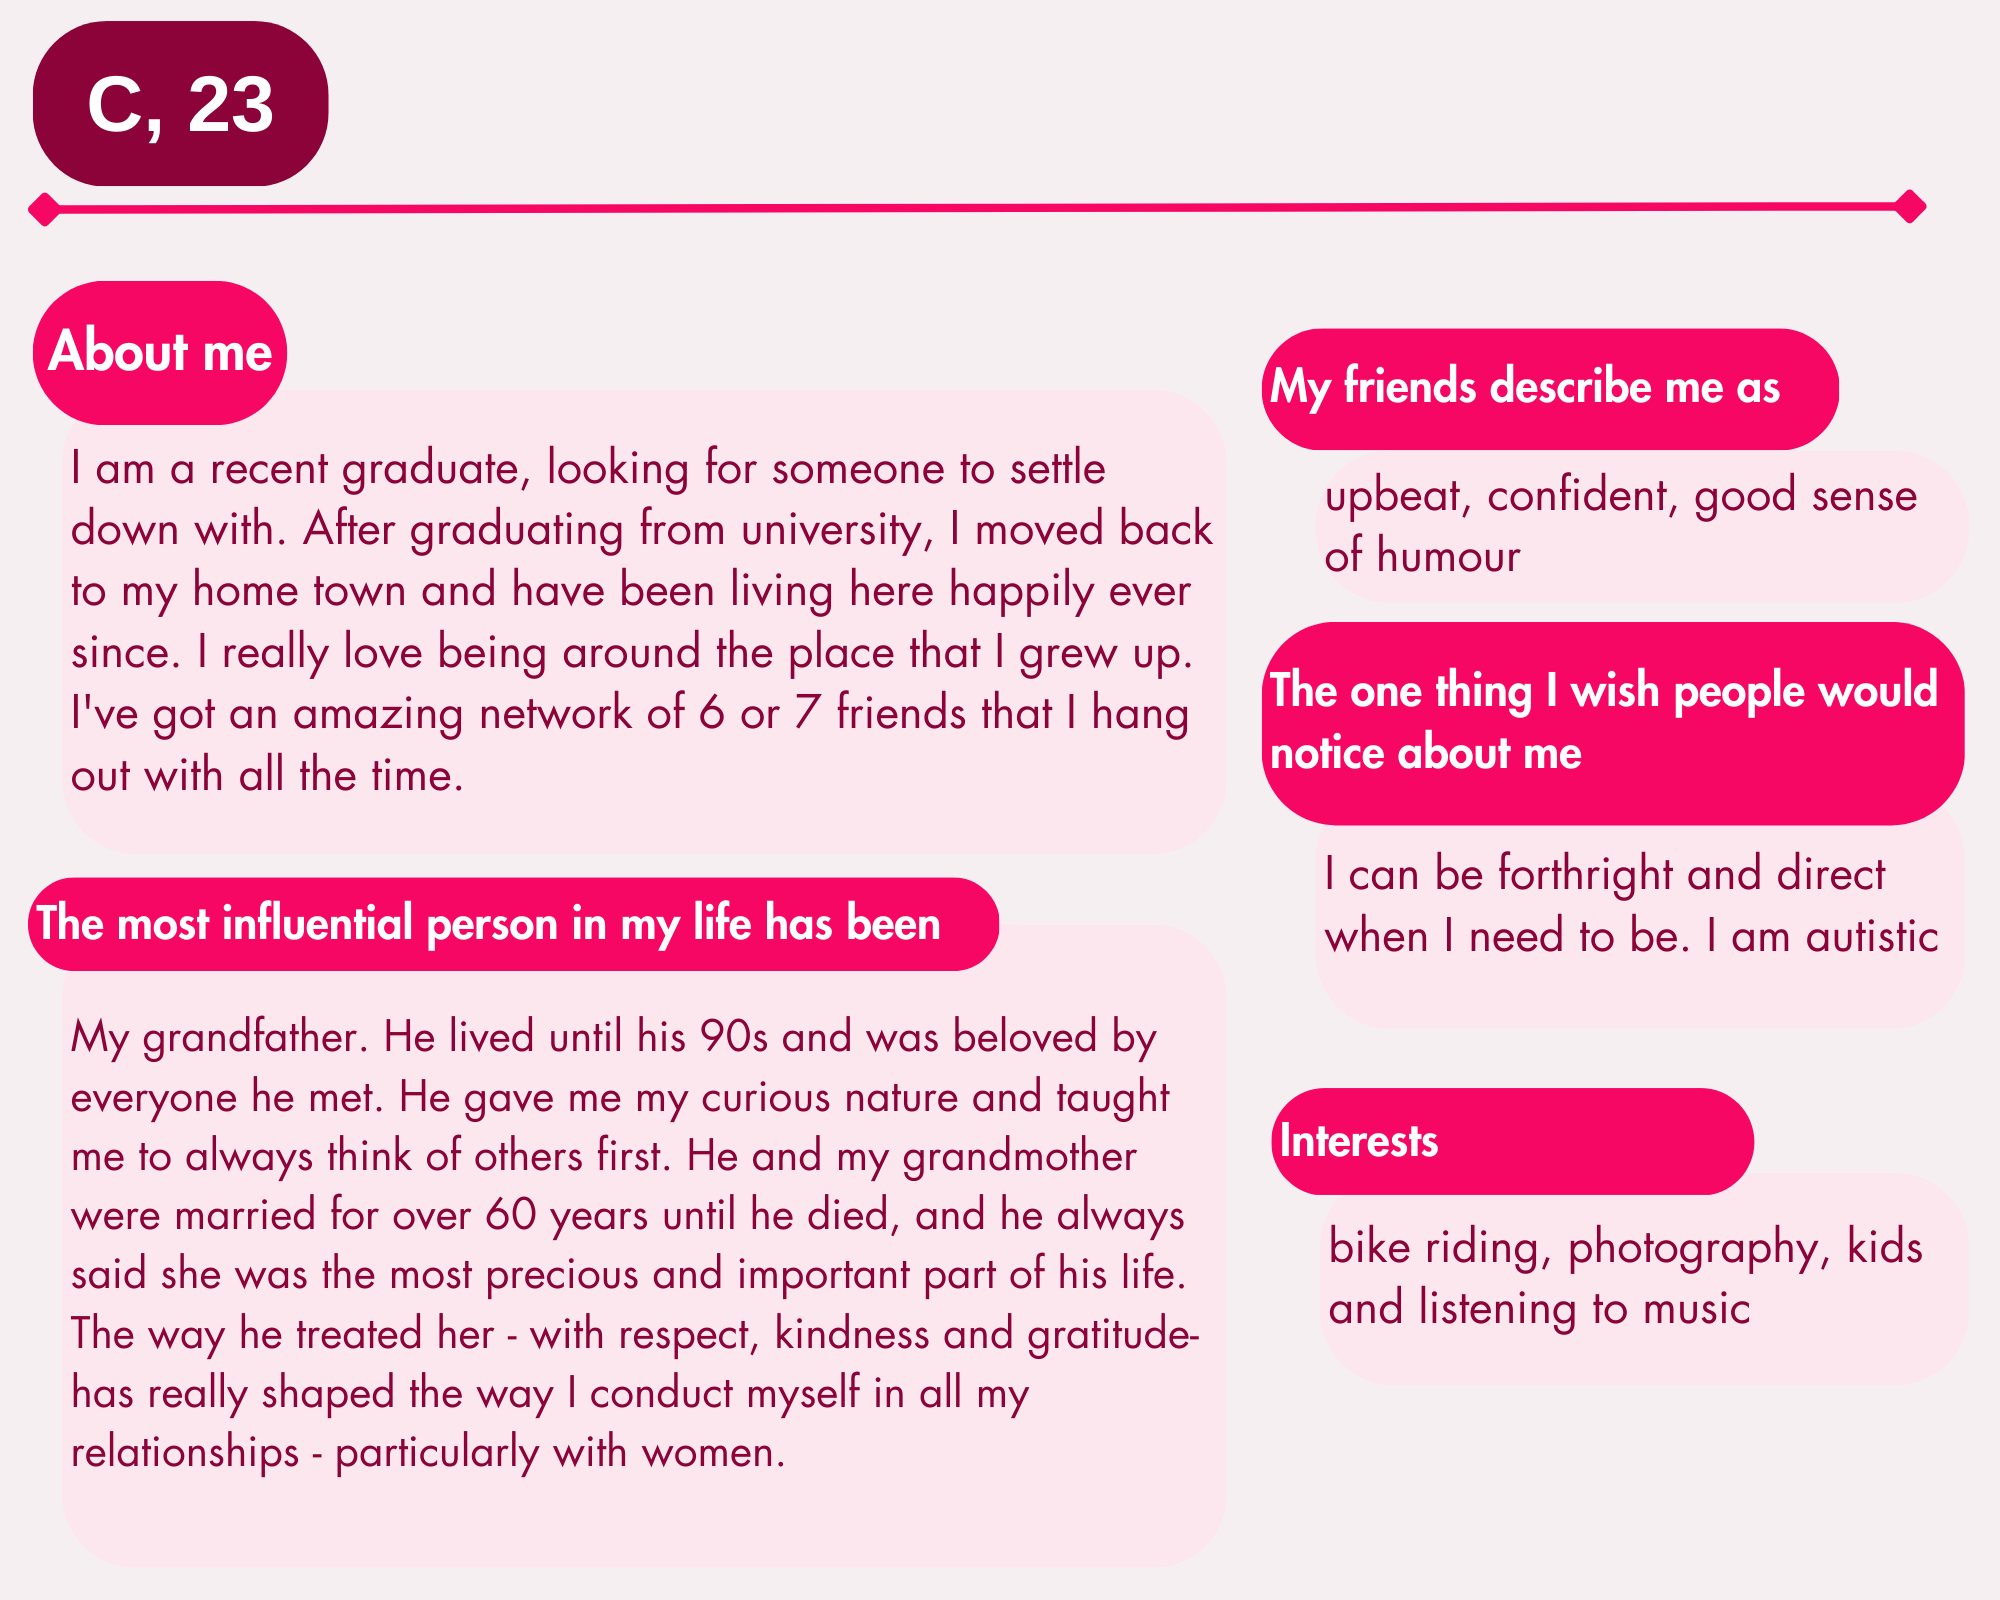 C, 23
About me
I am a recent graduate, looking for someone to settle
down with. After graduating from university, I moved back
to my home town and have been living here happily ever
since. I really love being around the place that I grew up.
I've got an amazing network of 6 or 7 friends that I hang
out with all the time.
The most influential person in my life has been
My grandfather. He lived until his 90s and was beloved by
everyone he met. He gave me my curious nature and taught
me to always think of others first. He and my grandmother
were married for over 60 years until he died, and he always
said she was the most precious and important part of his life.
The way he treated her - with respect, kindness and gratitude-
has really shaped the way I conduct myself in all my
relationships - particularly with women.
My friends describe me as
upbeat, confident, good sense
of humour
The one thing I wish people would
notice about me
I can be forthright and direct
when I need to be. I am autistic
Interests
bike riding, photography, kids
and listening to music